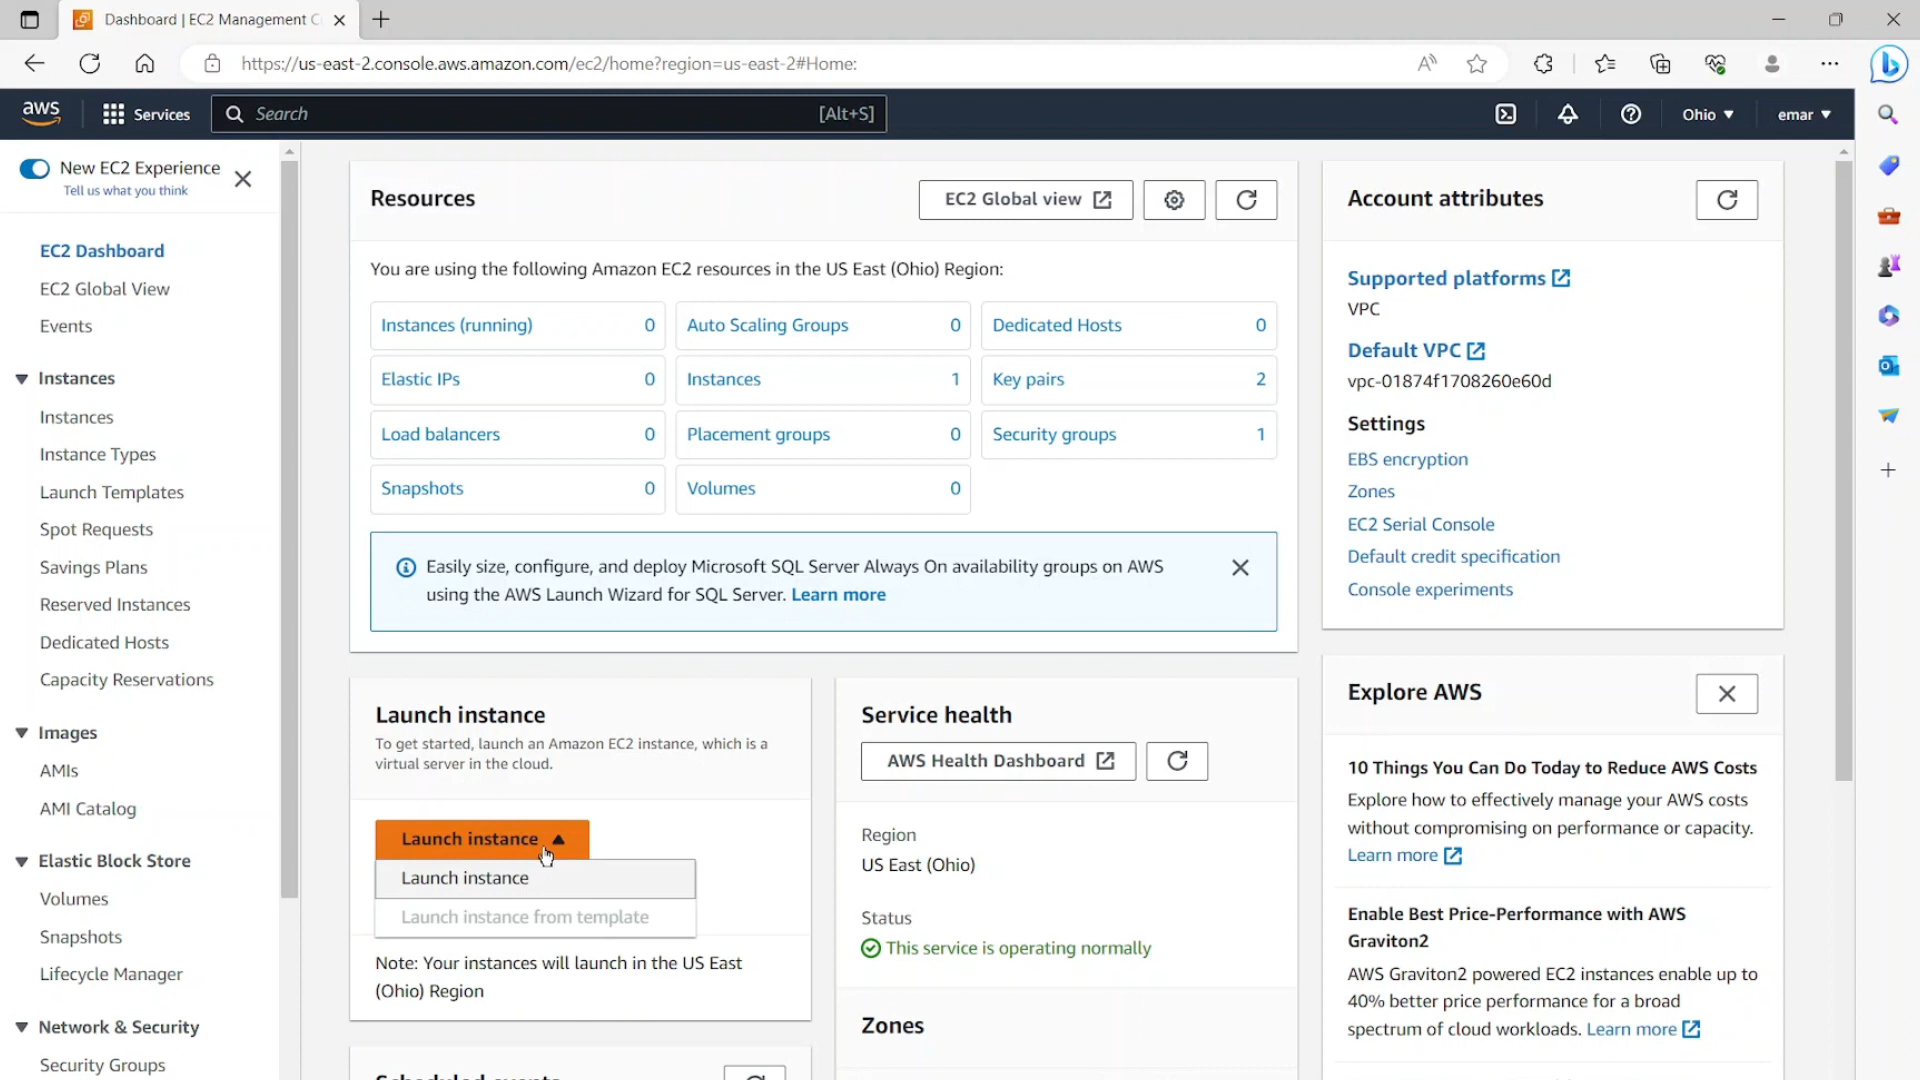 Dashboard | EC2 Management C
https://us-east-2.console.aws.amazon.com/ec2/home?region=us-east-2#Home:
aws
Services
Search
[Alt+S]
Ohio
emar
New EC2 Experience
Tell us what you think
EC2 Dashboard
EC2 Global View
Events
Instances
Instances
Instance Types
Launch Templates
Spot Requests
Savings Plans
Reserved Instances
Dedicated Hosts
Capacity Reservations
Images
AMIs
AMI Catalog
Elastic Block Store
Volumes
Snapshots
Lifecycle Manager
Network & Security
Security Groups
Resources
EC2 Global view
You are using the following Amazon EC2 resources in the US East (Ohio) Region:
Instances (running) 0
Auto Scaling Groups 0
Dedicated Hosts 0
Elastic IPs 0
Instances 1
Key pairs 2
Load balancers 0
Placement groups 0
Security groups 1
Snapshots 0
Volumes 0
Easily size, configure, and deploy Microsoft SQL Server Always On availability groups on AWS
using the AWS Launch Wizard for SQL Server. Learn more
Launch instance
To get started, launch an Amazon EC2 instance, which is a
virtual server in the cloud.
Launch instance
Launch instance
Launch instance from template
Note: Your instances will launch in the US East
(Ohio) Region
Scheduled events
Service health
AWS Health Dashboard
Region
US East (Ohio)
Status
This service is operating normally
Zones
Account attributes
Supported platforms
VPC
Default VPC
vpc-01874f1708260e60d
Settings
EBS encryption
Zones
EC2 Serial Console
Default credit specification
Console experiments
Explore AWS
10 Things You Can Do Today to Reduce AWS Costs
Explore how to effectively manage your AWS costs
without compromising on performance or capacity.
Learn more
Enable Best Price-Performance with AWS
Graviton2
AWS Graviton2 powered EC2 instances enable up to
40% better price performance for a broad
spectrum of cloud workloads. Learn more